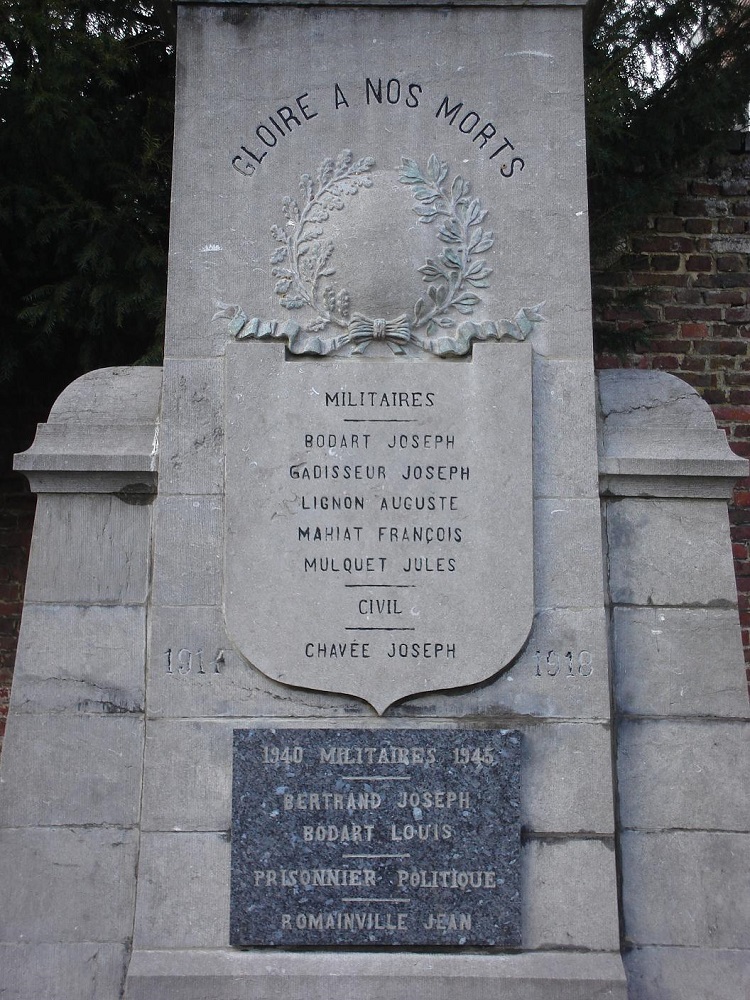 GLOIRE A NOS MORTS
MILITAIRES
BODART JOSEPH
GADISSEUR JOSEPH
LIGNON AUGUSTE
MAHIAT FRANÇOIS
MULQUET JULES
CIVIL
CHAVÉE JOSEPH
1914 1918
1940 MILITAIRES 1945
BERTRAND JOSEPH
BODART LOUIS
PRISONNIER POLITIQUE
ROMAINVILLE JEAN